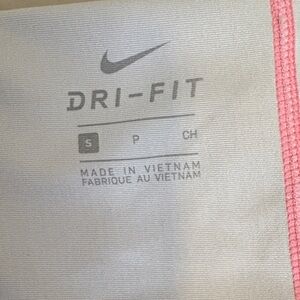 DRI-FIT
S P CH
MADE IN VIETNAM
FABRIQUE AU VIETNAM